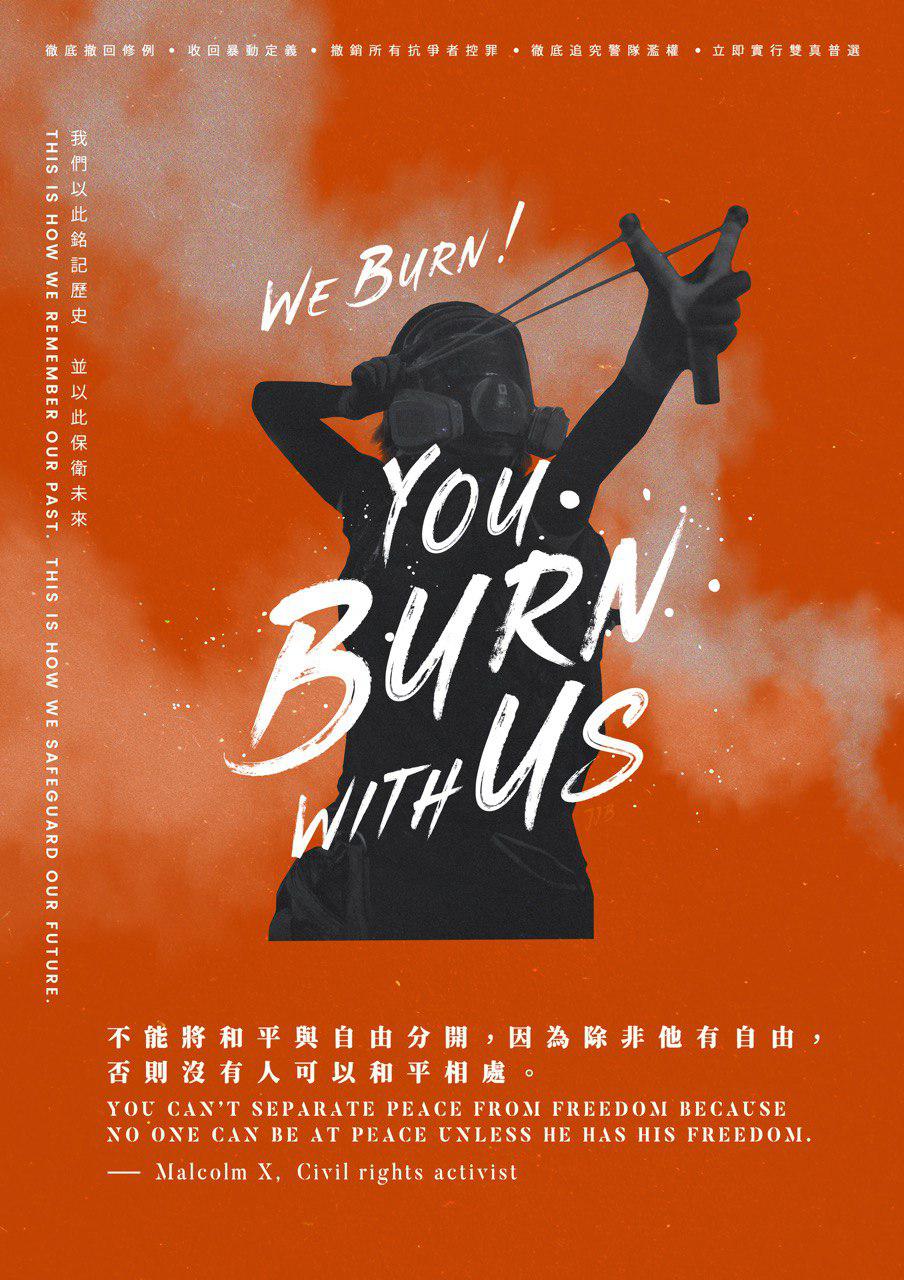 徹底撤回修例 • 收回暴動定義 • 撤銷所有抗爭者控罪 • 徹底追究警隊濫權 • 立即實行雙真普選
我們以此銘記歷史 並以此保衛未來
THIS IS HOW WE REMEMBER OUR PAST. THIS IS HOW WE SAFEGUARD OUR FUTURE.
WE BURN!
YOU
BURN
WITH US
不能將和平與自由分開，因為除非他有自由，
否則沒有人可以和平相處。
YOU CAN'T SEPARATE PEACE FROM FREEDOM BECAUSE
NO ONE CAN BE AT PEACE UNLESS HE HAS HIS FREEDOM.
— Malcolm X, Civil rights activist